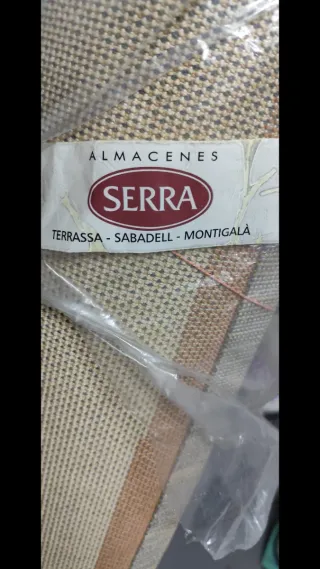 ALMACENES
SERRA
TERRASSA - SABADELL - MONTIGALÀ